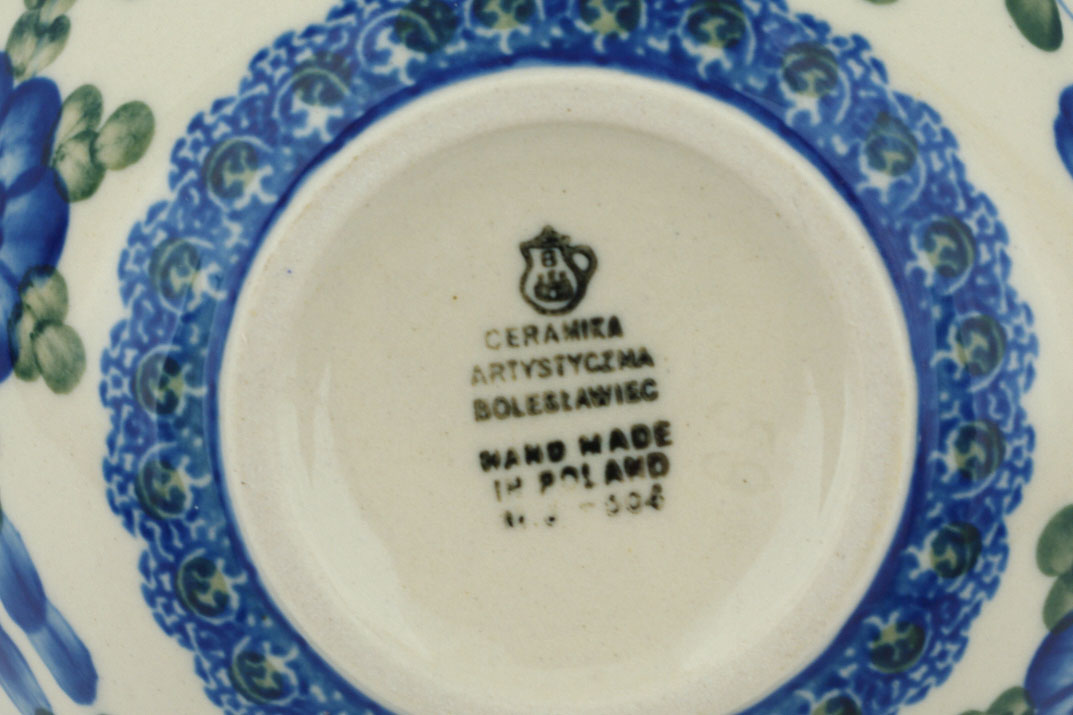 B
CERAMIKA
ARTYSTYCZNA
BOLESŁAWIEC
HAND MADE
IN POLAND